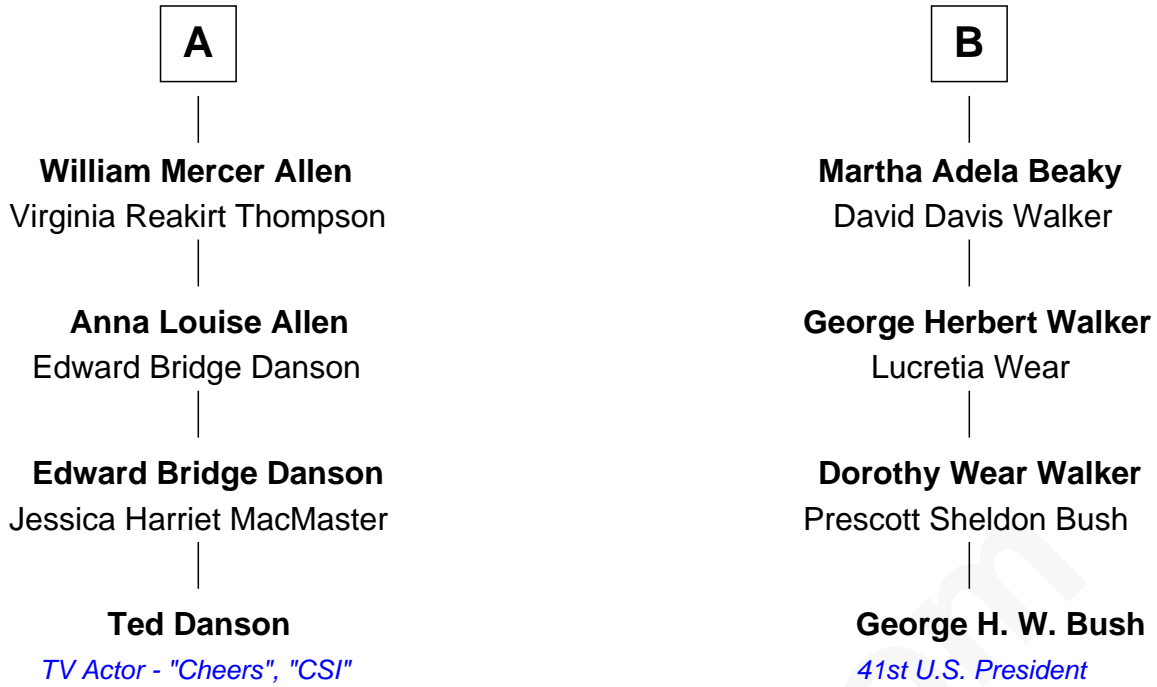 A
William Mercer Allen
Virginia Reakirt Thompson
Anna Louise Allen
Edward Bridge Danson
Edward Bridge Danson
Jessica Harriet MacMaster
Ted Danson
TV Actor - "Cheers", "CSI"
B
Martha Adela Beaky
David Davis Walker
George Herbert Walker
Lucretia Wear
Dorothy Wear Walker
Prescott Sheldon Bush
George H. W. Bush
41st U.S. President